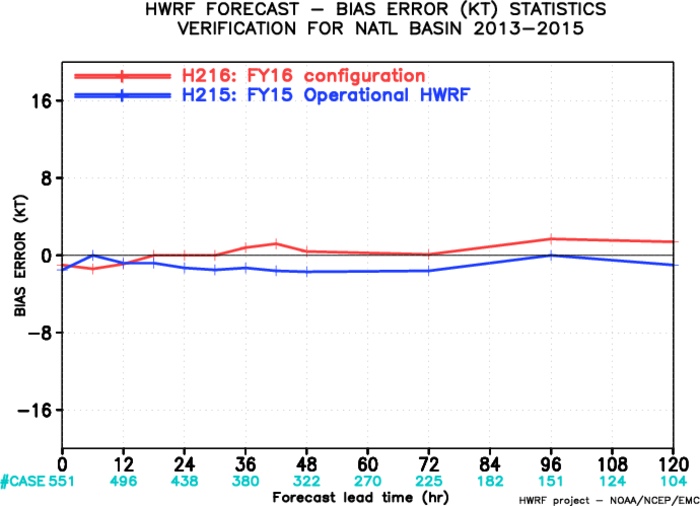 HWRF FORECAST – BIAS ERROR (KT) STATISTICS
VERIFICATION FOR NATL BASIN 2013–2015
H216: FY16 configuration
H215: FY15 Operational HWRF
16
8
0
−8
−16
BIAS ERROR (KT)
0 12 24 36 48 60 72 84 96 108 120
#CASE 551 496 438 380 322 270 225 182 151 124 104
Forecast lead time (hr)
HWRF project – NOAA/NCEP/EMC